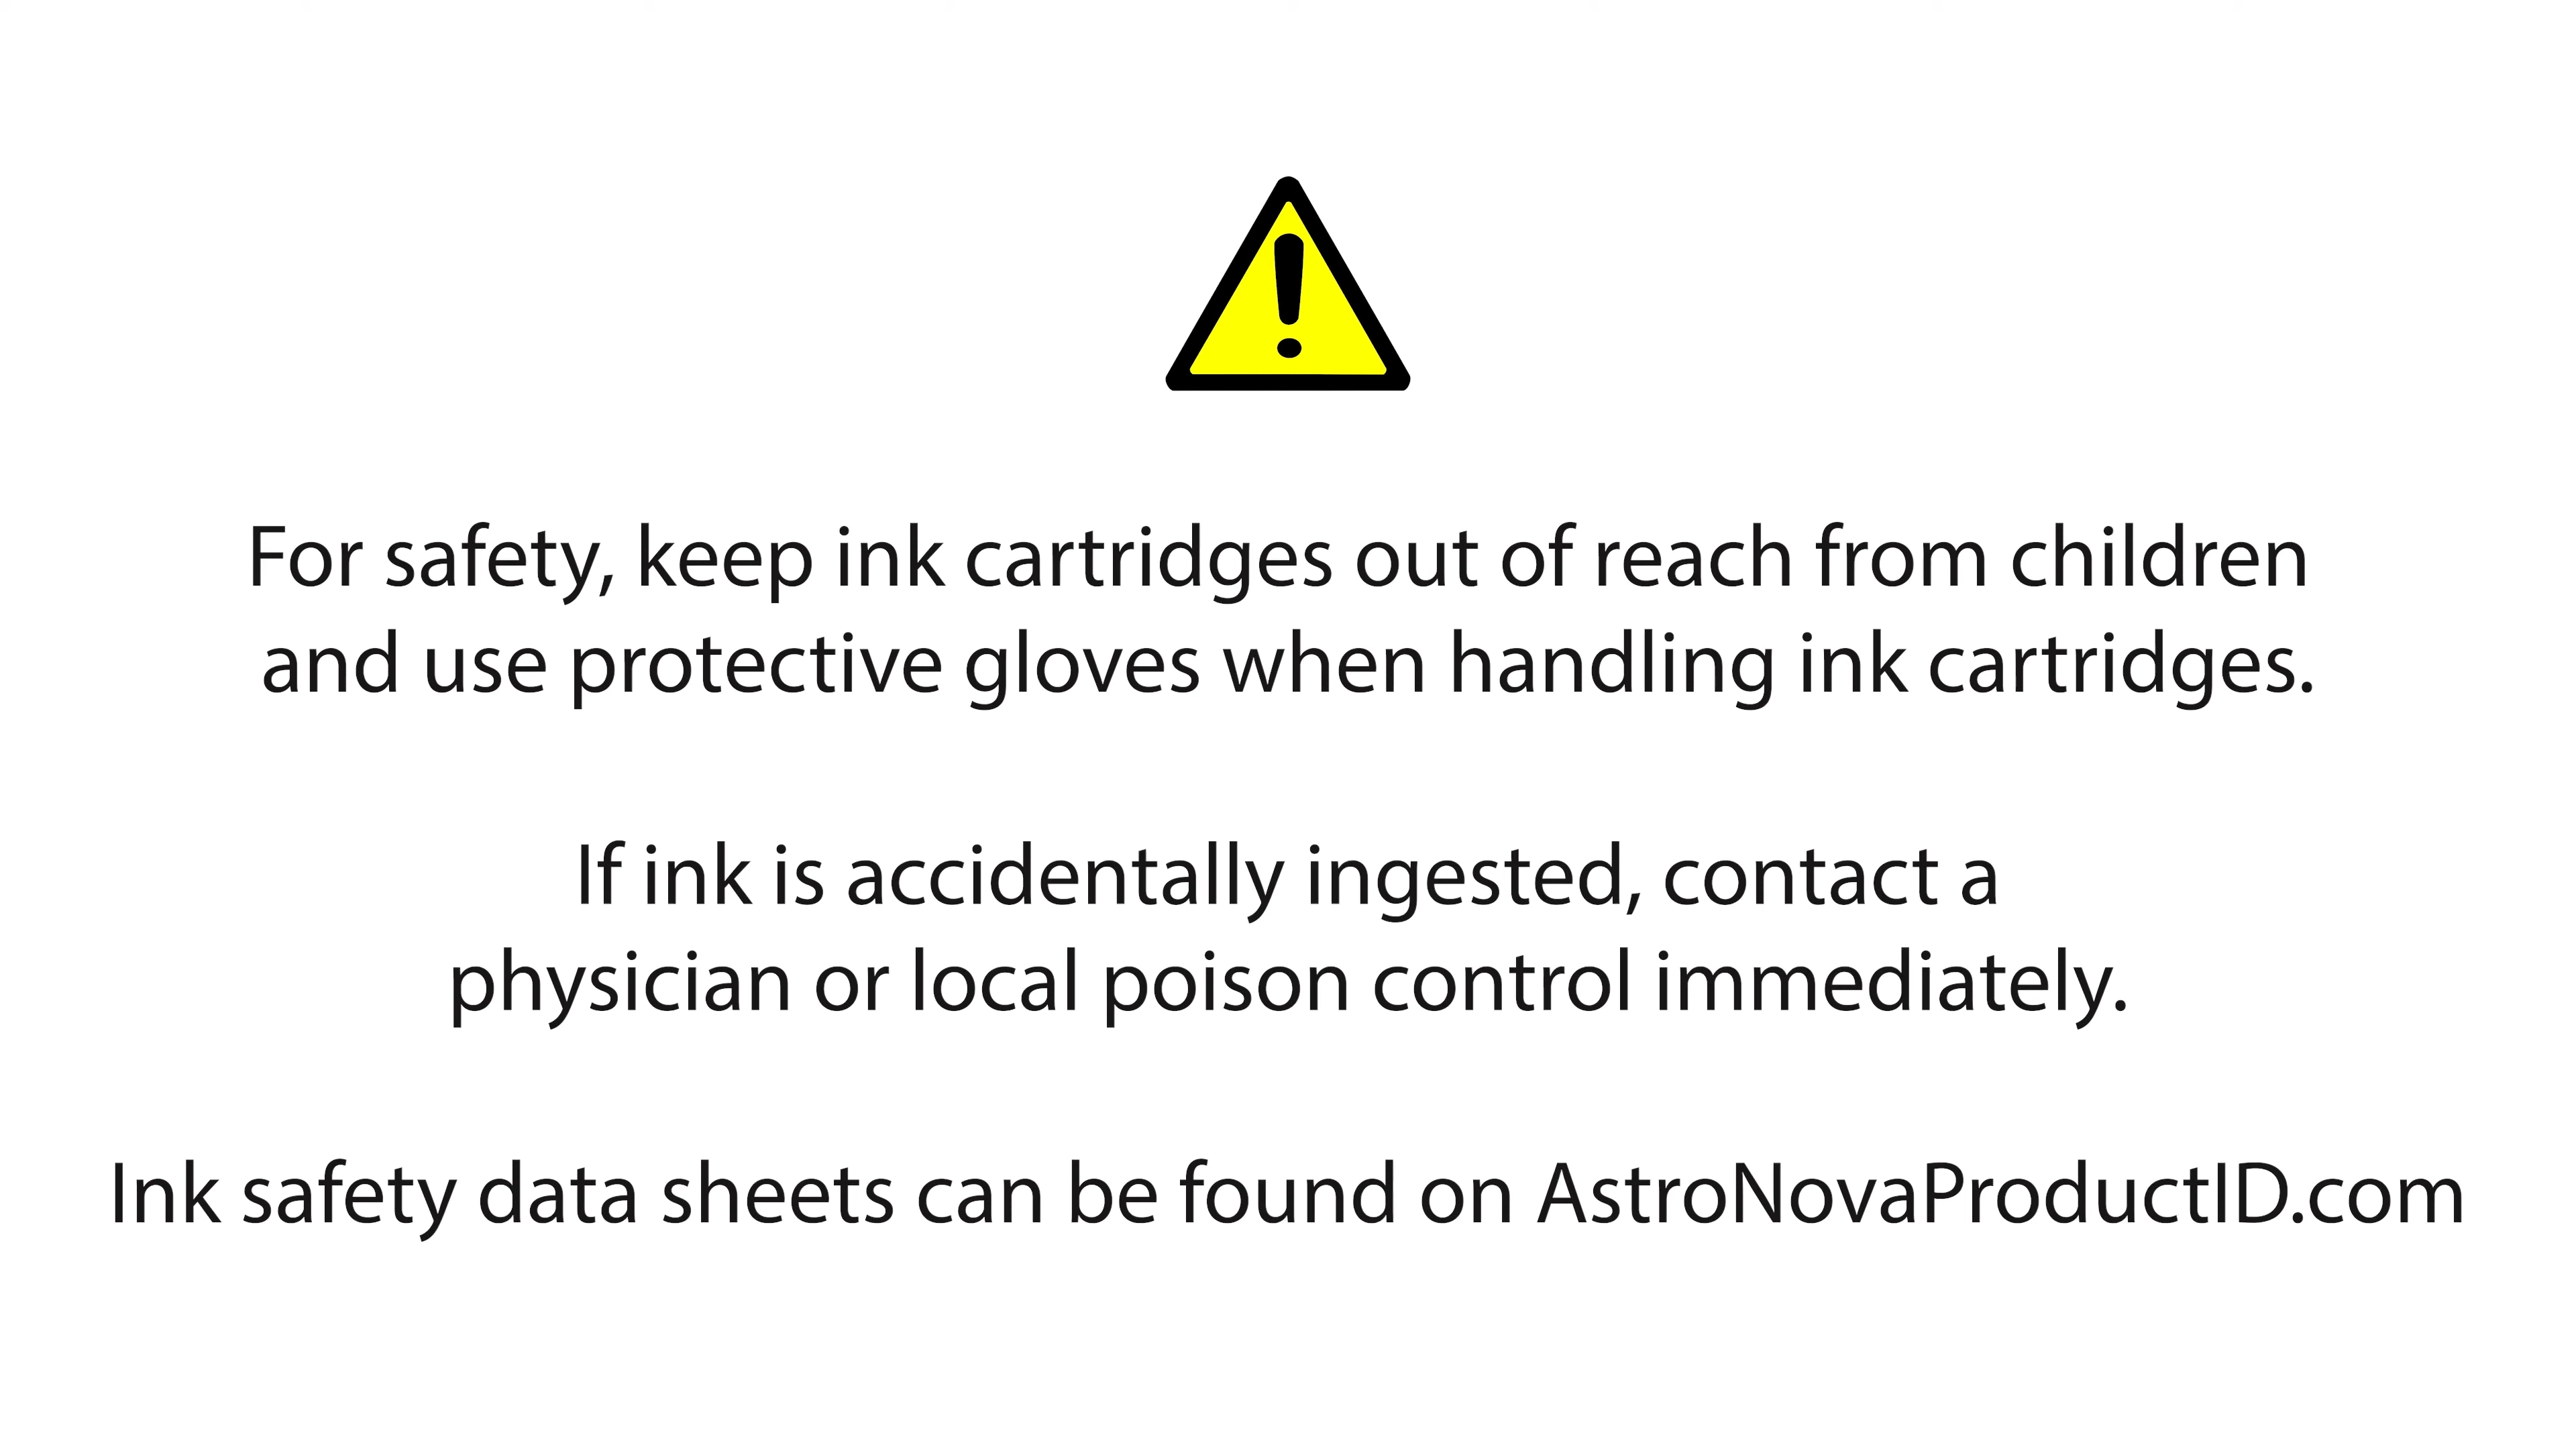 For safety, keep ink cartridges out of reach from children
and use protective gloves when handling ink cartridges.
If ink is accidentally ingested, contact a
physician or local poison control immediately.
Ink safety data sheets can be found on AstroNovaProductID.com